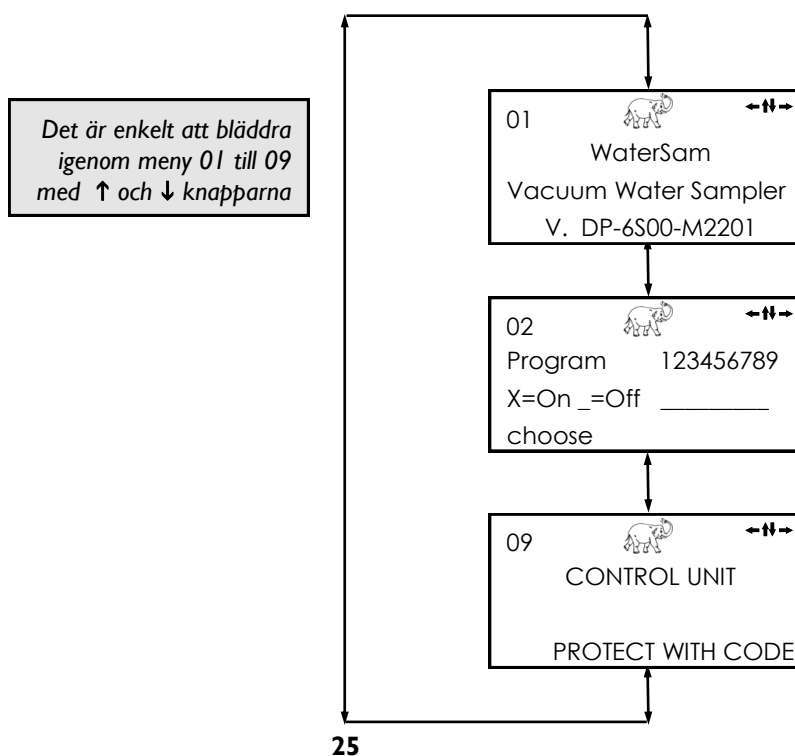 Det är enkelt att bläddra
igenom meny 01 till 09
med ↑ och ↓ knapparna
01
WaterSam
Vacuum Water Sampler
V. DP-6S00-M2201
02
Program 123456789
X=On _=Off _________
choose
09
CONTROL UNIT
PROTECT WITH CODE
25